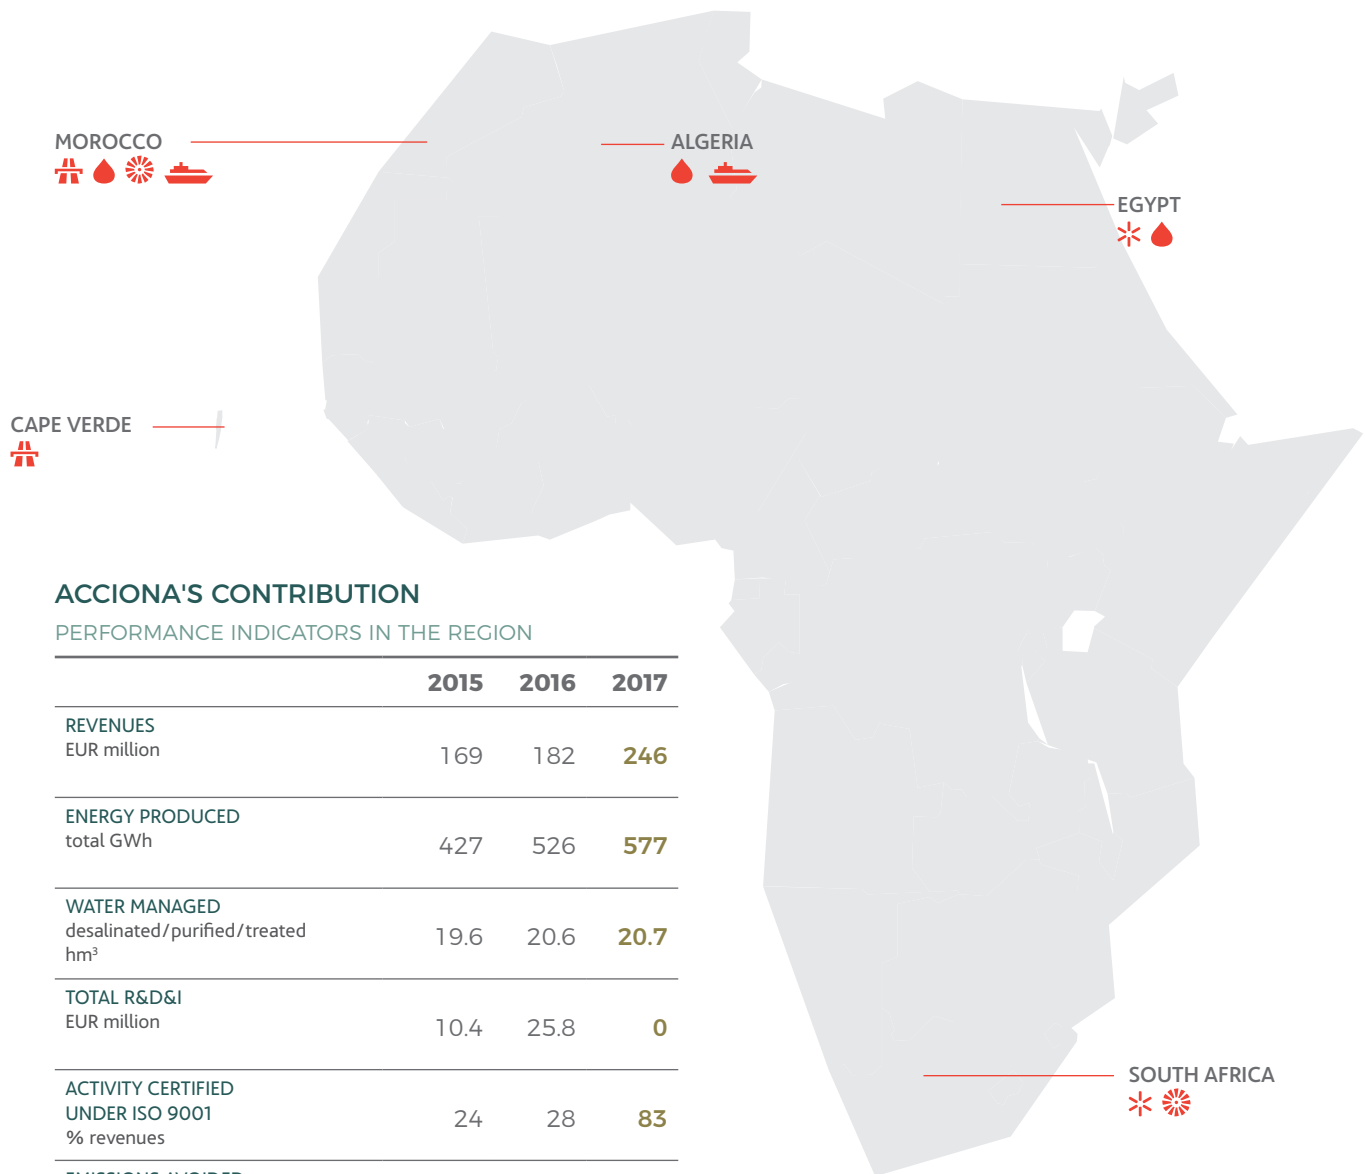 MOROCCO
ALGERIA
EGYPT
CAPE VERDE
ACCIONA'S CONTRIBUTION
PERFORMANCE INDICATORS IN THE REGION
2015 2016 2017
REVENUES
EUR million
169 182 246
ENERGY PRODUCED
total GWh
427 526 577
WATER MANAGED
desalinated/purified/treated
hm³
19.6 20.6 20.7
TOTAL R&D&I
EUR million
10.4 25.8 0
ACTIVITY CERTIFIED
UNDER ISO 9001
% revenues
24 28 83
SOUTH AFRICA